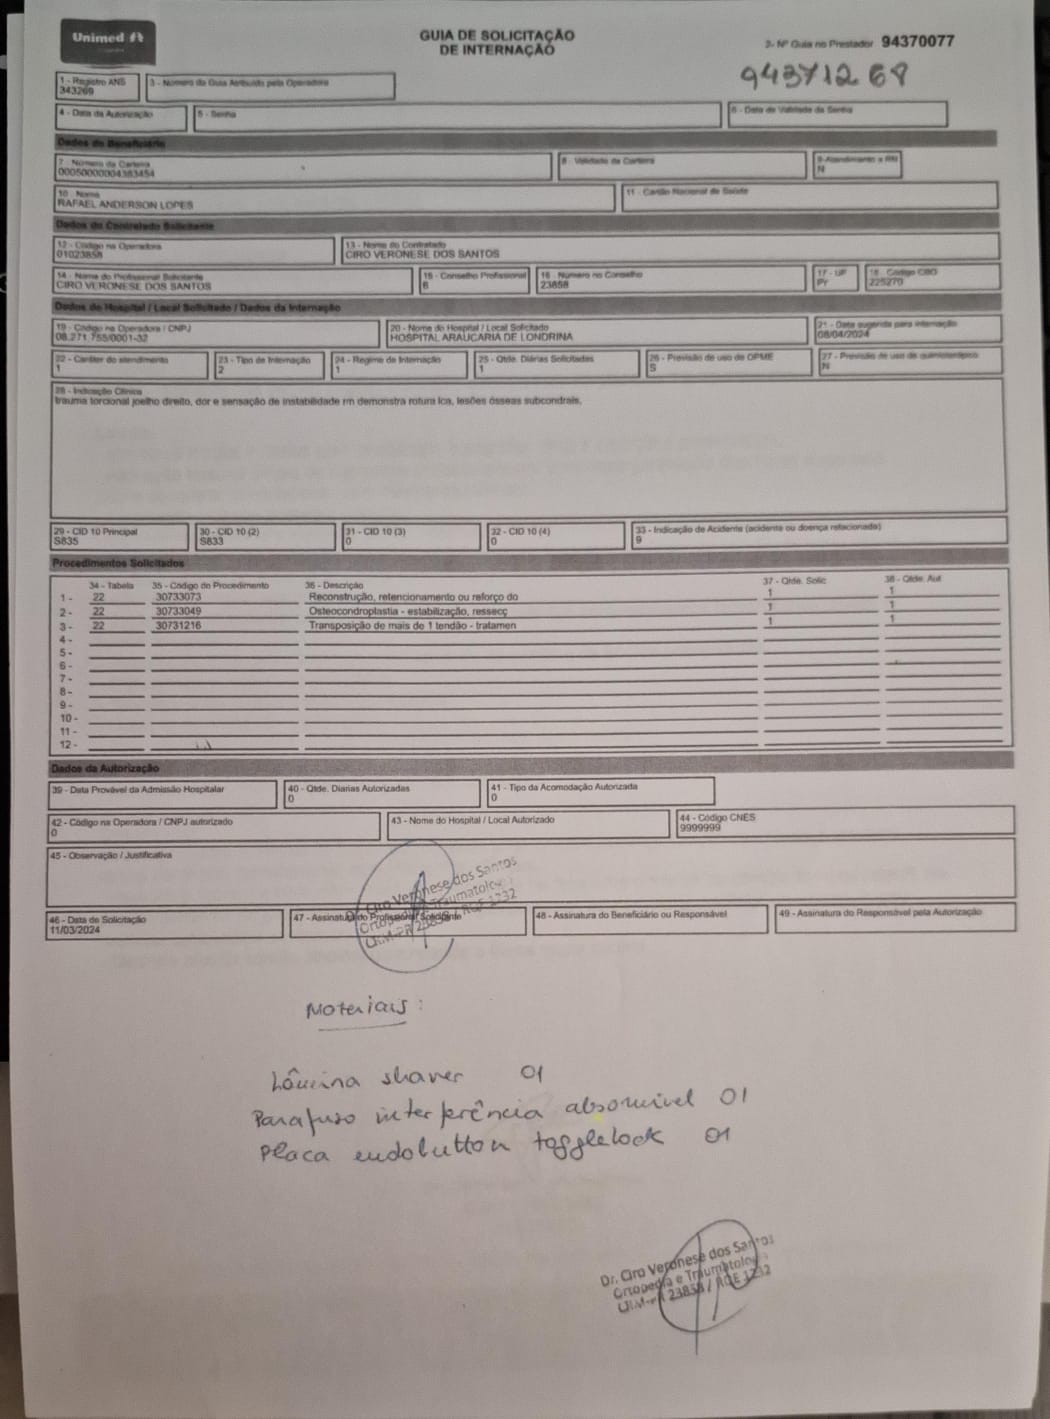 Unimed
GUIA DE SOLICITAÇÃO
DE INTERNAÇÃO
2- Nº Guia no Prestador 94370077
94371268
1 - Registro ANS
343269
3 - Número da Guia Atribuído pela Operadora
4 - Data da Autorização
5 - Senha
6 - Data de Validade da Senha
Dados do Beneficiário
7 - Número da Carteira
00050000004383454
8 - Validade da Carteira
9-Atendimento a RN
N
10 - Nome
RAFAEL ANDERSON LOPES
11 - Cartão Nacional de Saúde
Dados do Contratado Solicitante
12 - Código na Operadora
01023858
13 - Nome do Contratado
CIRO VERONESE DOS SANTOS
14 - Nome do Profissional Solicitante
CIRO VERONESE DOS SANTOS
15 - Conselho Profissional
6
16 - Número no Conselho
23858
17 - UF
Pr
18 - Código CBO
225270
Dados do Hospital / Local Solicitado / Dados da Internação
19 - Código na Operadora / CNPJ
08.271.755/0001-32
20 - Nome do Hospital / Local Solicitado
HOSPITAL ARAUCARIA DE LONDRINA
21 - Data sugerida para internação
08/04/2024
22 - Caráter do atendimento
1
23 - Tipo de Internação
2
24 - Regime de Internação
1
25 - Qtde. Diárias Solicitadas
1
26 - Previsão de uso de OPME
S
27 - Previsão de uso de quimioterápico
N
28 - Indicação Clínica
trauma torcional joelho direito, dor e sensação de instabilidade rm demonstra rotura lca, lesões ósseas subcondrais.
29 - CID 10 Principal
S835
30 - CID 10 (2)
S833
31 - CID 10 (3)
0
32 - CID 10 (4)
0
33 - Indicação de Acidente (acidente ou doença relacionado)
9
Procedimentos Solicitados
34 - Tabela 35 - Código do Procedimento 36 - Descrição 37 - Qtde. Solic 38 - Qtde. Aut
1 - 22 30733073 Reconstrução, retencionamento ou reforço do 1 1
2 - 22 30733049 Osteocondroplastia - estabilização, ressecç 1 1
3 - 22 30731216 Transposição de mais de 1 tendão - tratamen 1 1
4 -
5 -
6 -
7 -
8 -
9 -
10 -
11 -
12 -
Dados da Autorização
39 - Data Provável da Admissão Hospitalar
40 - Qtde. Diarias Autorizadas
0
41 - Tipo da Acomodação Autorizada
0
42 - Código na Operadora / CNPJ autorizado
0
43 - Nome do Hospital / Local Autorizado
44 - Código CNES
9999999
45 - Observação / Justificativa
46 - Data de Solicitação
11/03/2024
47 - Assinatura do Profissional Solicitante
Dr. Ciro Veronese dos Santos
Ortopedia e Traumatologia
CRM-PR 23858 / RQE 1232
48 - Assinatura do Beneficiário ou Responsável
49 - Assinatura do Responsável pela Autorização
Materiais :
Lâmina shaver 01
Parafuso interferência absorvível 01
Placa endobutton togglelock 01
Dr. Ciro Veronese dos Santos
Ortopedia e Traumatologia
CRM-PR 23858 / RQE 1232